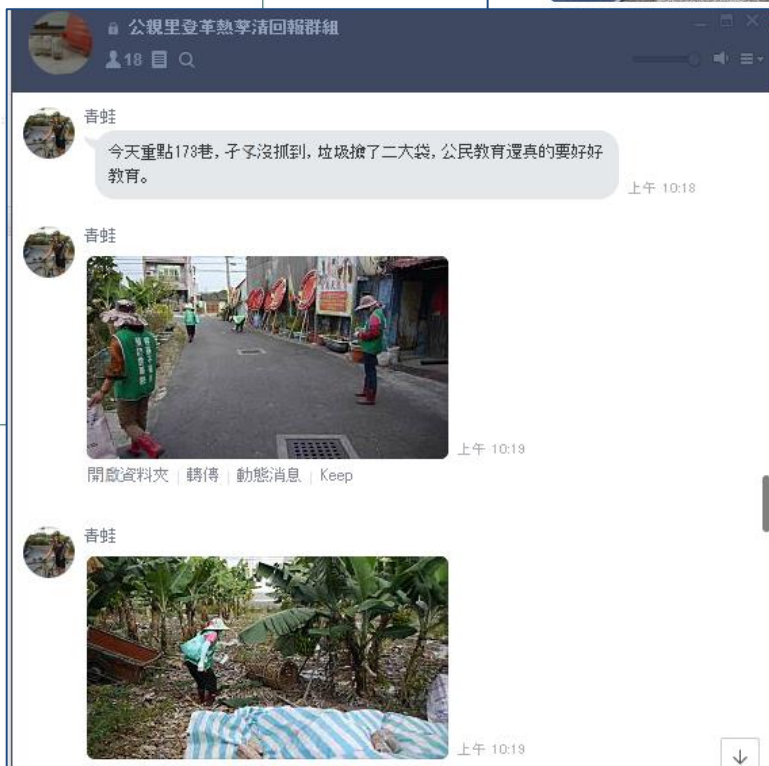 公親里登革熱孳清回報群組
18
青蛙
今天重點173巷,孑孓沒抓到,垃圾撿了二大袋,公民教育還真的要好好
教育。
上午 10:18
青蛙
上午 10:19
開啟資料夾 | 轉傳 | 動態消息 | Keep
青蛙
上午 10:19